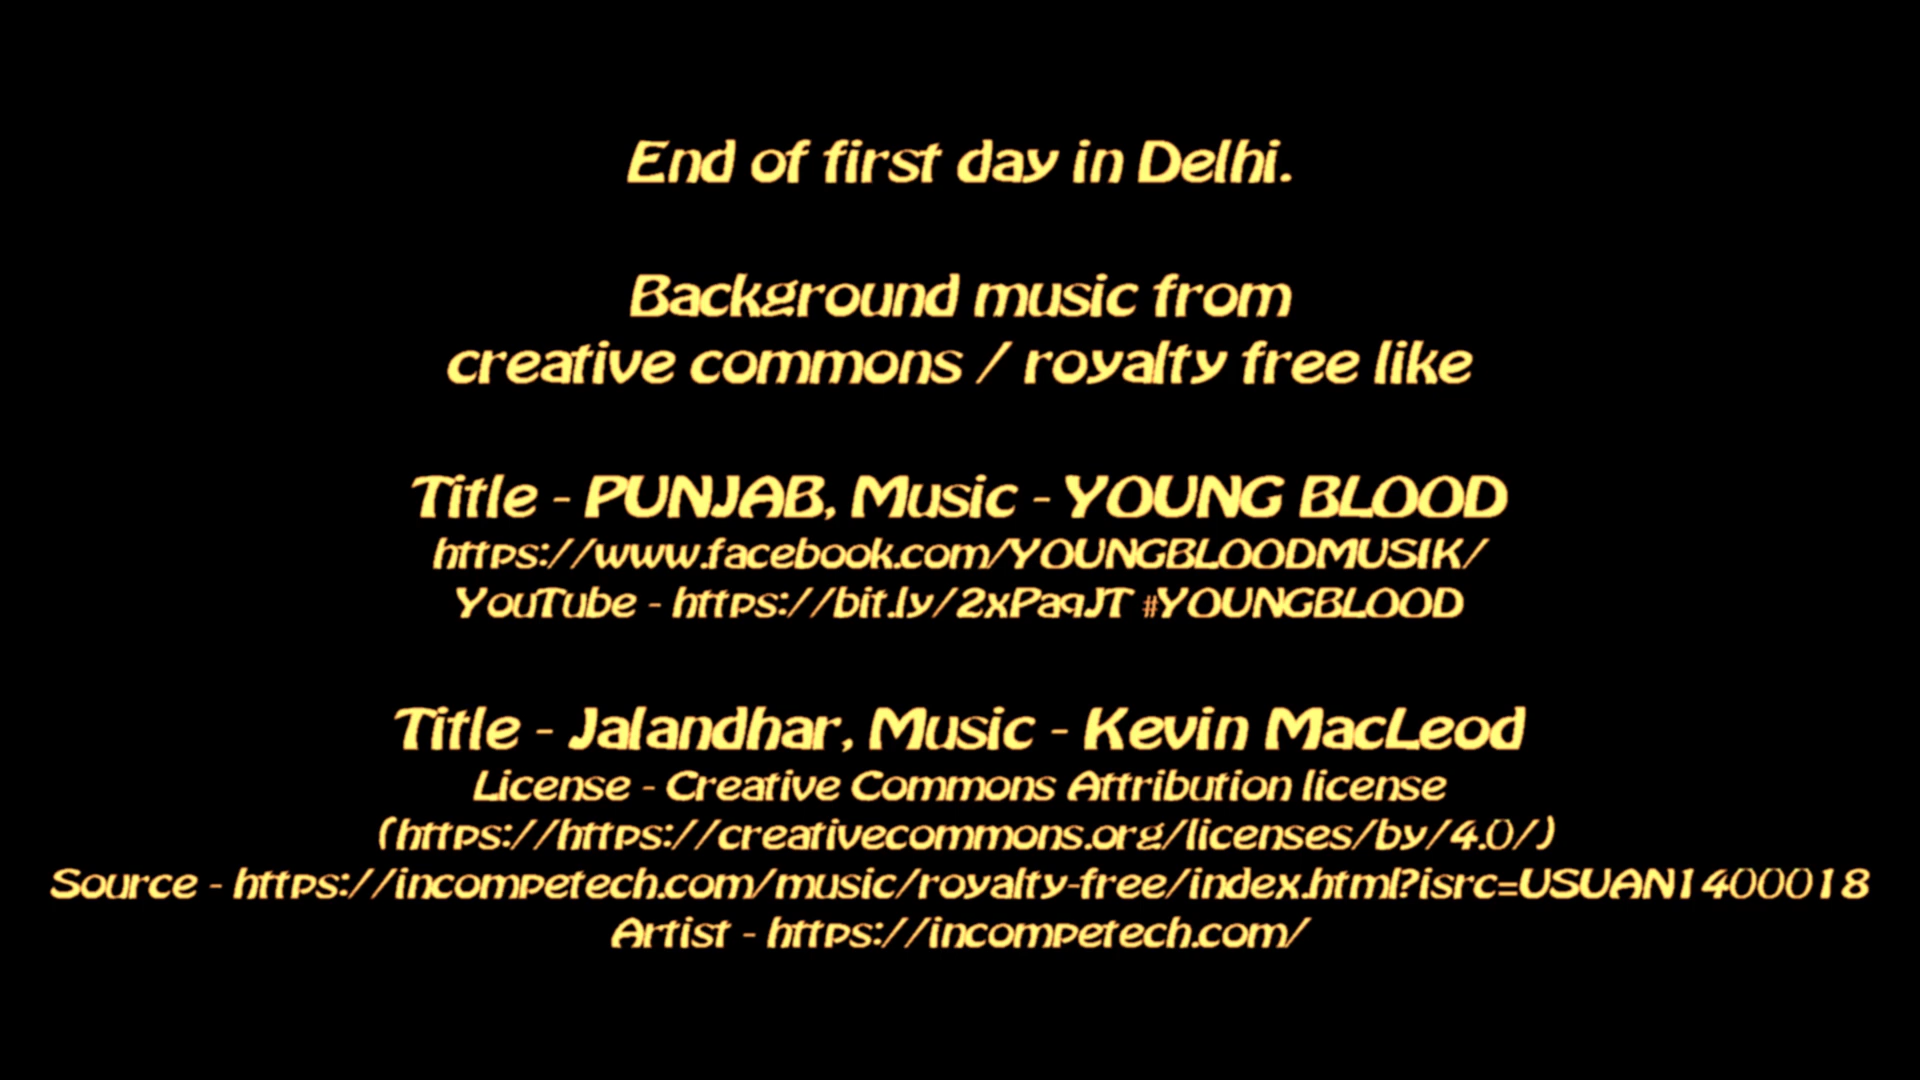 End of first day in Delhi.
Background music from
creative commons / royalty free like
Title - PUNJAB, Music - YOUNG BLOOD
https://www.facebook.com/YOUNGBLOODMUSIK/
YouTube - https://bit.ly/2xPaqJT #YOUNGBLOOD
Title - Jalandhar, Music - Kevin MacLeod
License - Creative Commons Attribution license
(https://https://creativecommons.org/licenses/by/4.0/)
Source - https://incompetech.com/music/royalty-free/index.html?isrc=USUAN1400018
Artist - https://incompetech.com/